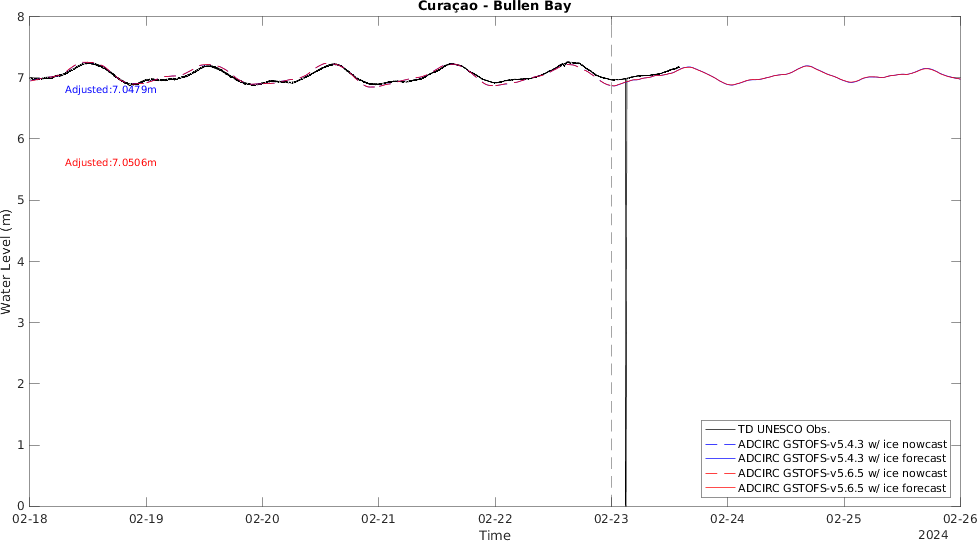 Curaçao - Bullen Bay
8
7
6
5
4
3
2
1
0
Water Level (m)
Adjusted:7.0479m
Adjusted:7.0506m
TD UNESCO Obs.
ADCIRC GSTOFS-v5.4.3 w/ ice nowcast
ADCIRC GSTOFS-v5.4.3 w/ ice forecast
ADCIRC GSTOFS-v5.6.5 w/ ice nowcast
ADCIRC GSTOFS-v5.6.5 w/ ice forecast
02-18 02-19 02-20 02-21 02-22 02-23 02-24 02-25 02-26
Time
2024